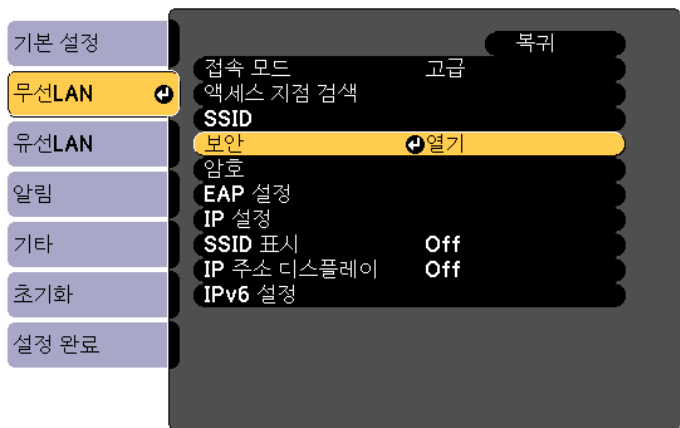 기본 설정
무선LAN
유선LAN
알림
기타
초기화
설정 완료
복귀
접속 모드 고급
액세스 지점 검색
SSID
보안 열기
암호
EAP 설정
IP 설정
SSID 표시 Off
IP 주소 디스플레이 Off
IPv6 설정